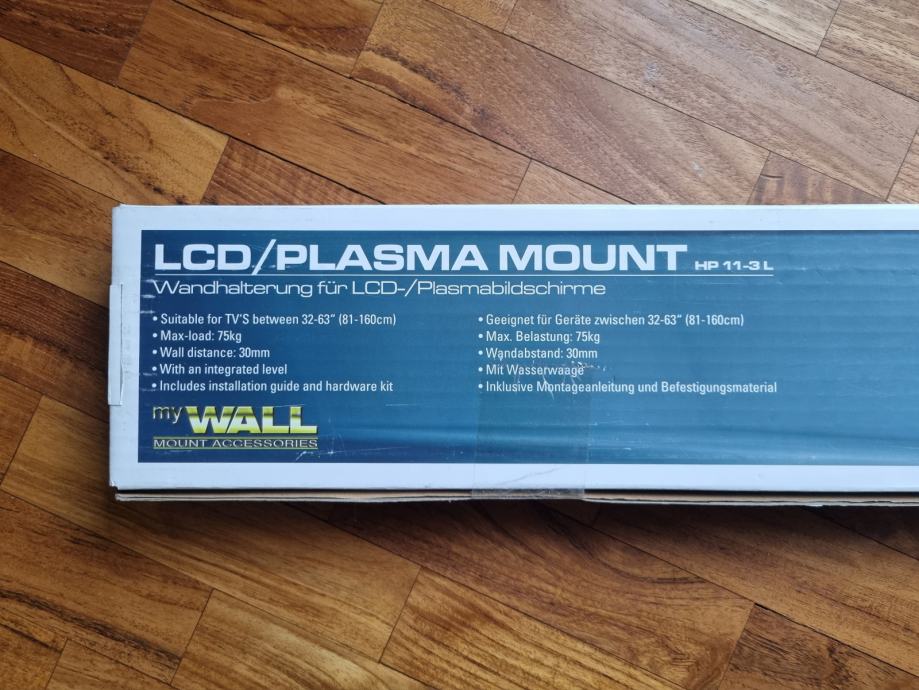 LCD/PLASMA MOUNT HP 11-3 L
Wandhalterung für LCD-/Plasmabildschirme
• Suitable for TV'S between 32-63" (81-160cm)
• Max-load: 75kg
• Wall distance: 30mm
• With an integrated level
• Includes installation guide and hardware kit
• Geeignet für Geräte zwischen 32-63" (81-160cm)
• Max. Belastung: 75kg
• Wandabstand: 30mm
• Mit Wasserwaage
• Inklusive Montageanleitung und Befestigungsmaterial
my WALL
MOUNT ACCESSORIES